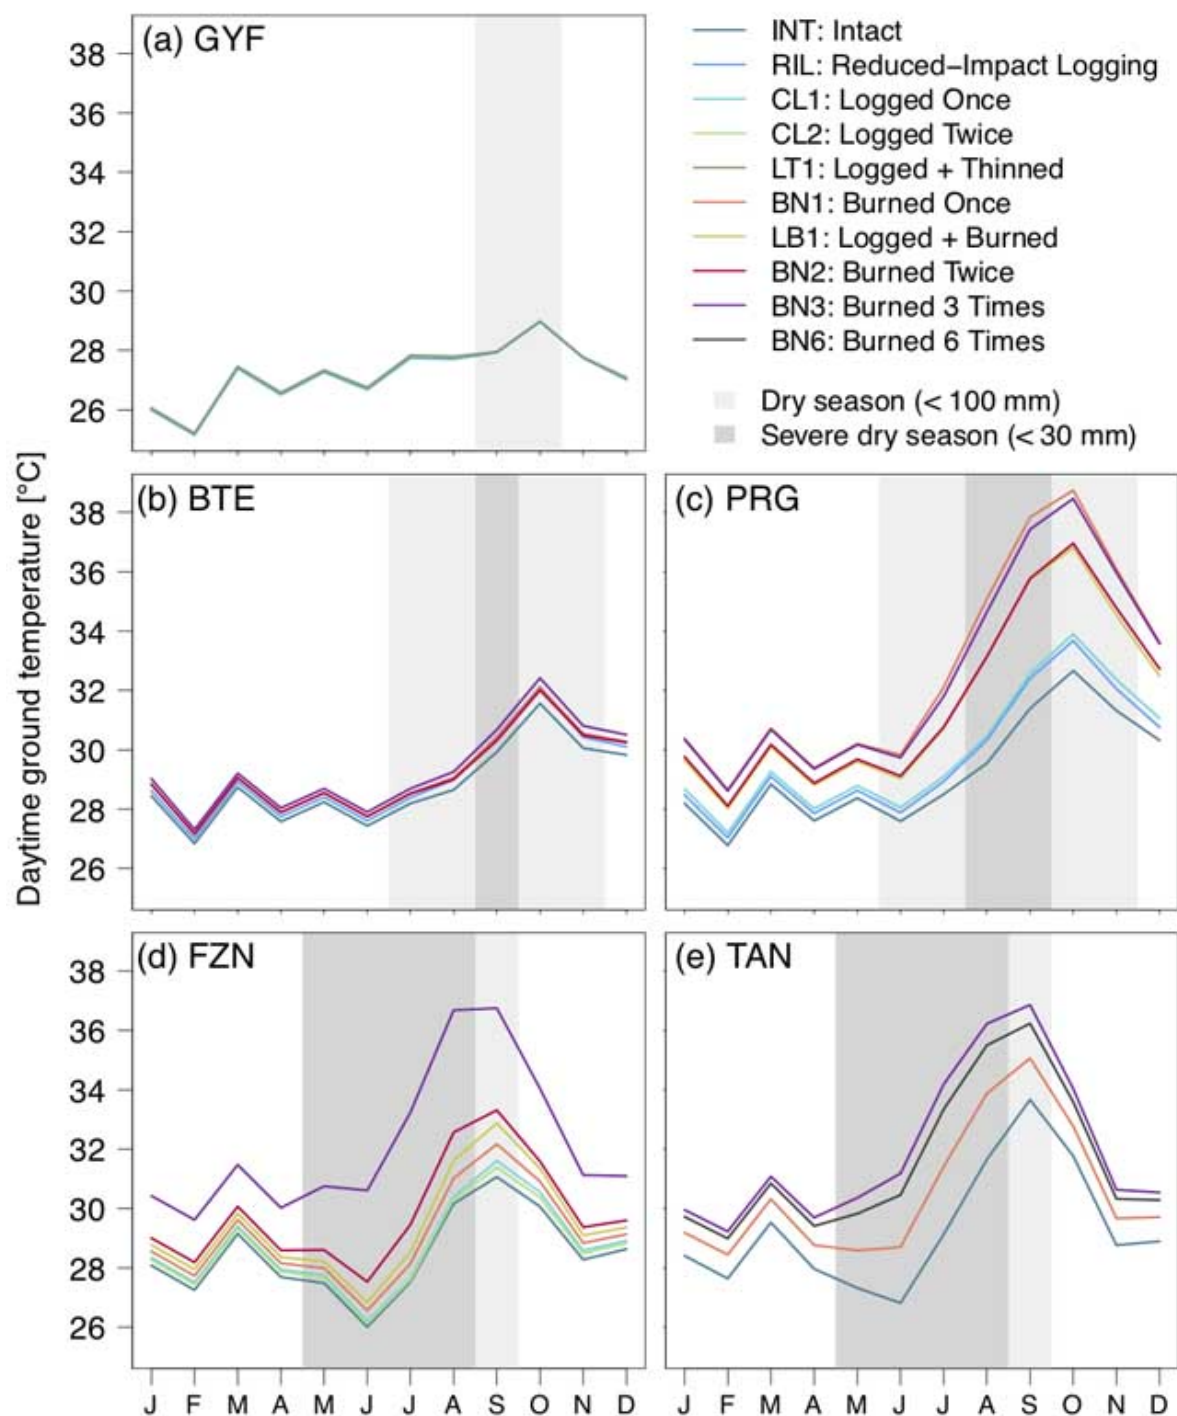 (a) GYF
38
36
34
32
30
28
26
INT: Intact
RIL: Reduced−Impact Logging
CL1: Logged Once
CL2: Logged Twice
LT1: Logged + Thinned
BN1: Burned Once
LB1: Logged + Burned
BN2: Burned Twice
BN3: Burned 3 Times
BN6: Burned 6 Times
Dry season (< 100 mm)
Severe dry season (< 30 mm)
Daytime ground temperature [°C]
(b) BTE
38
36
34
32
30
28
26
(c) PRG
(d) FZN
38
36
34
32
30
28
26
J F M A M J J A S O N D
(e) TAN
J F M A M J J A S O N D